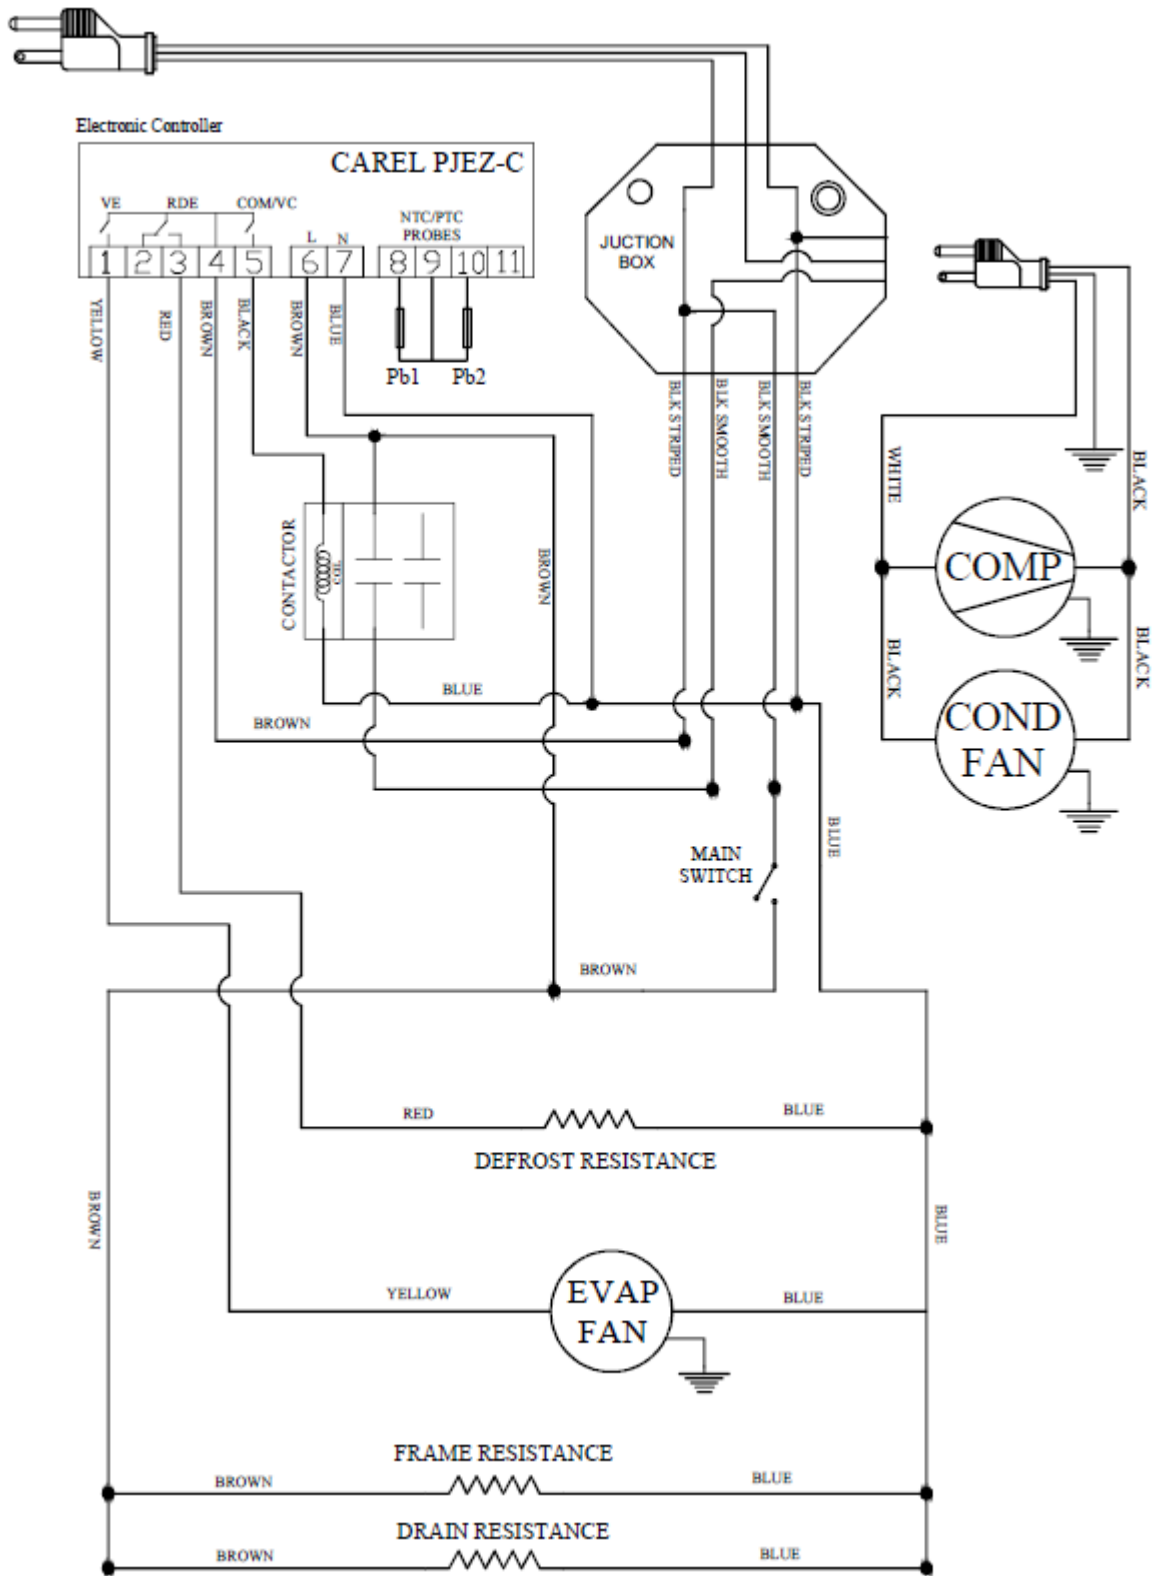 Electronic Controller
CAREL PJEZ-C
VE
RDE
COM/VC
L
N
NTC/PTC
PROBES
1 2 3 4 5
6 7
8 9 10 11
YELLOW
RED
BROWN
BLACK
BROWN
BLUE
Pb1
Pb2
JUCTION
BOX
BLK STRIPED
BLK SMOOTH
BLK SMOOTH
BLK STRIPED
WHITE
BLACK
COMP
BLACK
BLACK
COND
FAN
CONTACTOR
COIL
BROWN
BLUE
BROWN
MAIN
SWITCH
BLUE
BROWN
RED
BLUE
DEFROST RESISTANCE
BROWN
BLUE
YELLOW
EVAP
FAN
BLUE
FRAME RESISTANCE
BROWN
BLUE
DRAIN RESISTANCE
BROWN
BLUE